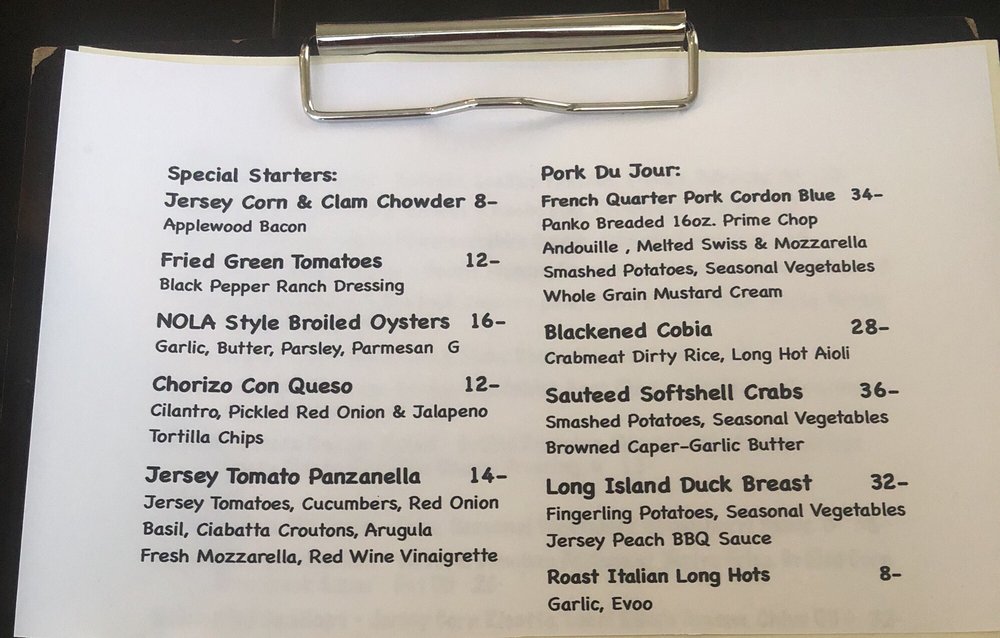 Special Starters:
Jersey Corn & Clam Chowder 8-
Applewood Bacon
Fried Green Tomatoes 12-
Black Pepper Ranch Dressing
NOLA Style Broiled Oysters 16-
Garlic, Butter, Parsley, Parmesan G
Chorizo Con Queso 12-
Cilantro, Pickled Red Onion & Jalapeno
Tortilla Chips
Jersey Tomato Panzanella 14-
Jersey Tomatoes, Cucumbers, Red Onion
Basil, Ciabatta Croutons, Arugula
Fresh Mozzarella, Red Wine Vinaigrette
Pork Du Jour:
French Quarter Pork Cordon Blue 34-
Panko Breaded 16oz. Prime Chop
Andouille , Melted Swiss & Mozzarella
Smashed Potatoes, Seasonal Vegetables
Whole Grain Mustard Cream
Blackened Cobia 28-
Crabmeat Dirty Rice, Long Hot Aioli
Sauteed Softshell Crabs 36-
Smashed Potatoes, Seasonal Vegetables
Browned Caper-Garlic Butter
Long Island Duck Breast 32-
Fingerling Potatoes, Seasonal Vegetables
Jersey Peach BBQ Sauce
Roast Italian Long Hots 8-
Garlic, Evoo